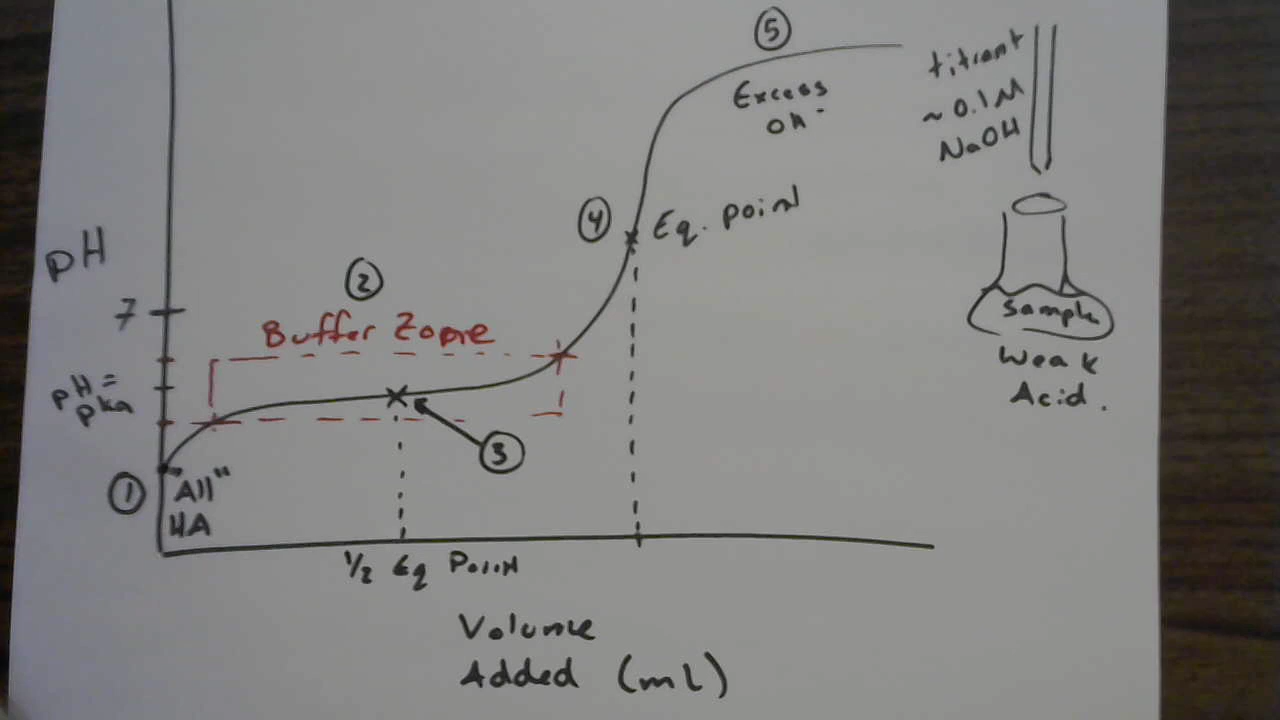 ⑤
Excess
OH⁻
titrant
~ 0.1M
NaOH
④
Eq. point
pH
②
7
Buffer Zone
Sample
Weak
Acid.
pH =
pka
③
①
"All"
HA
1/2 Eq Point
Volume
Added (mL)